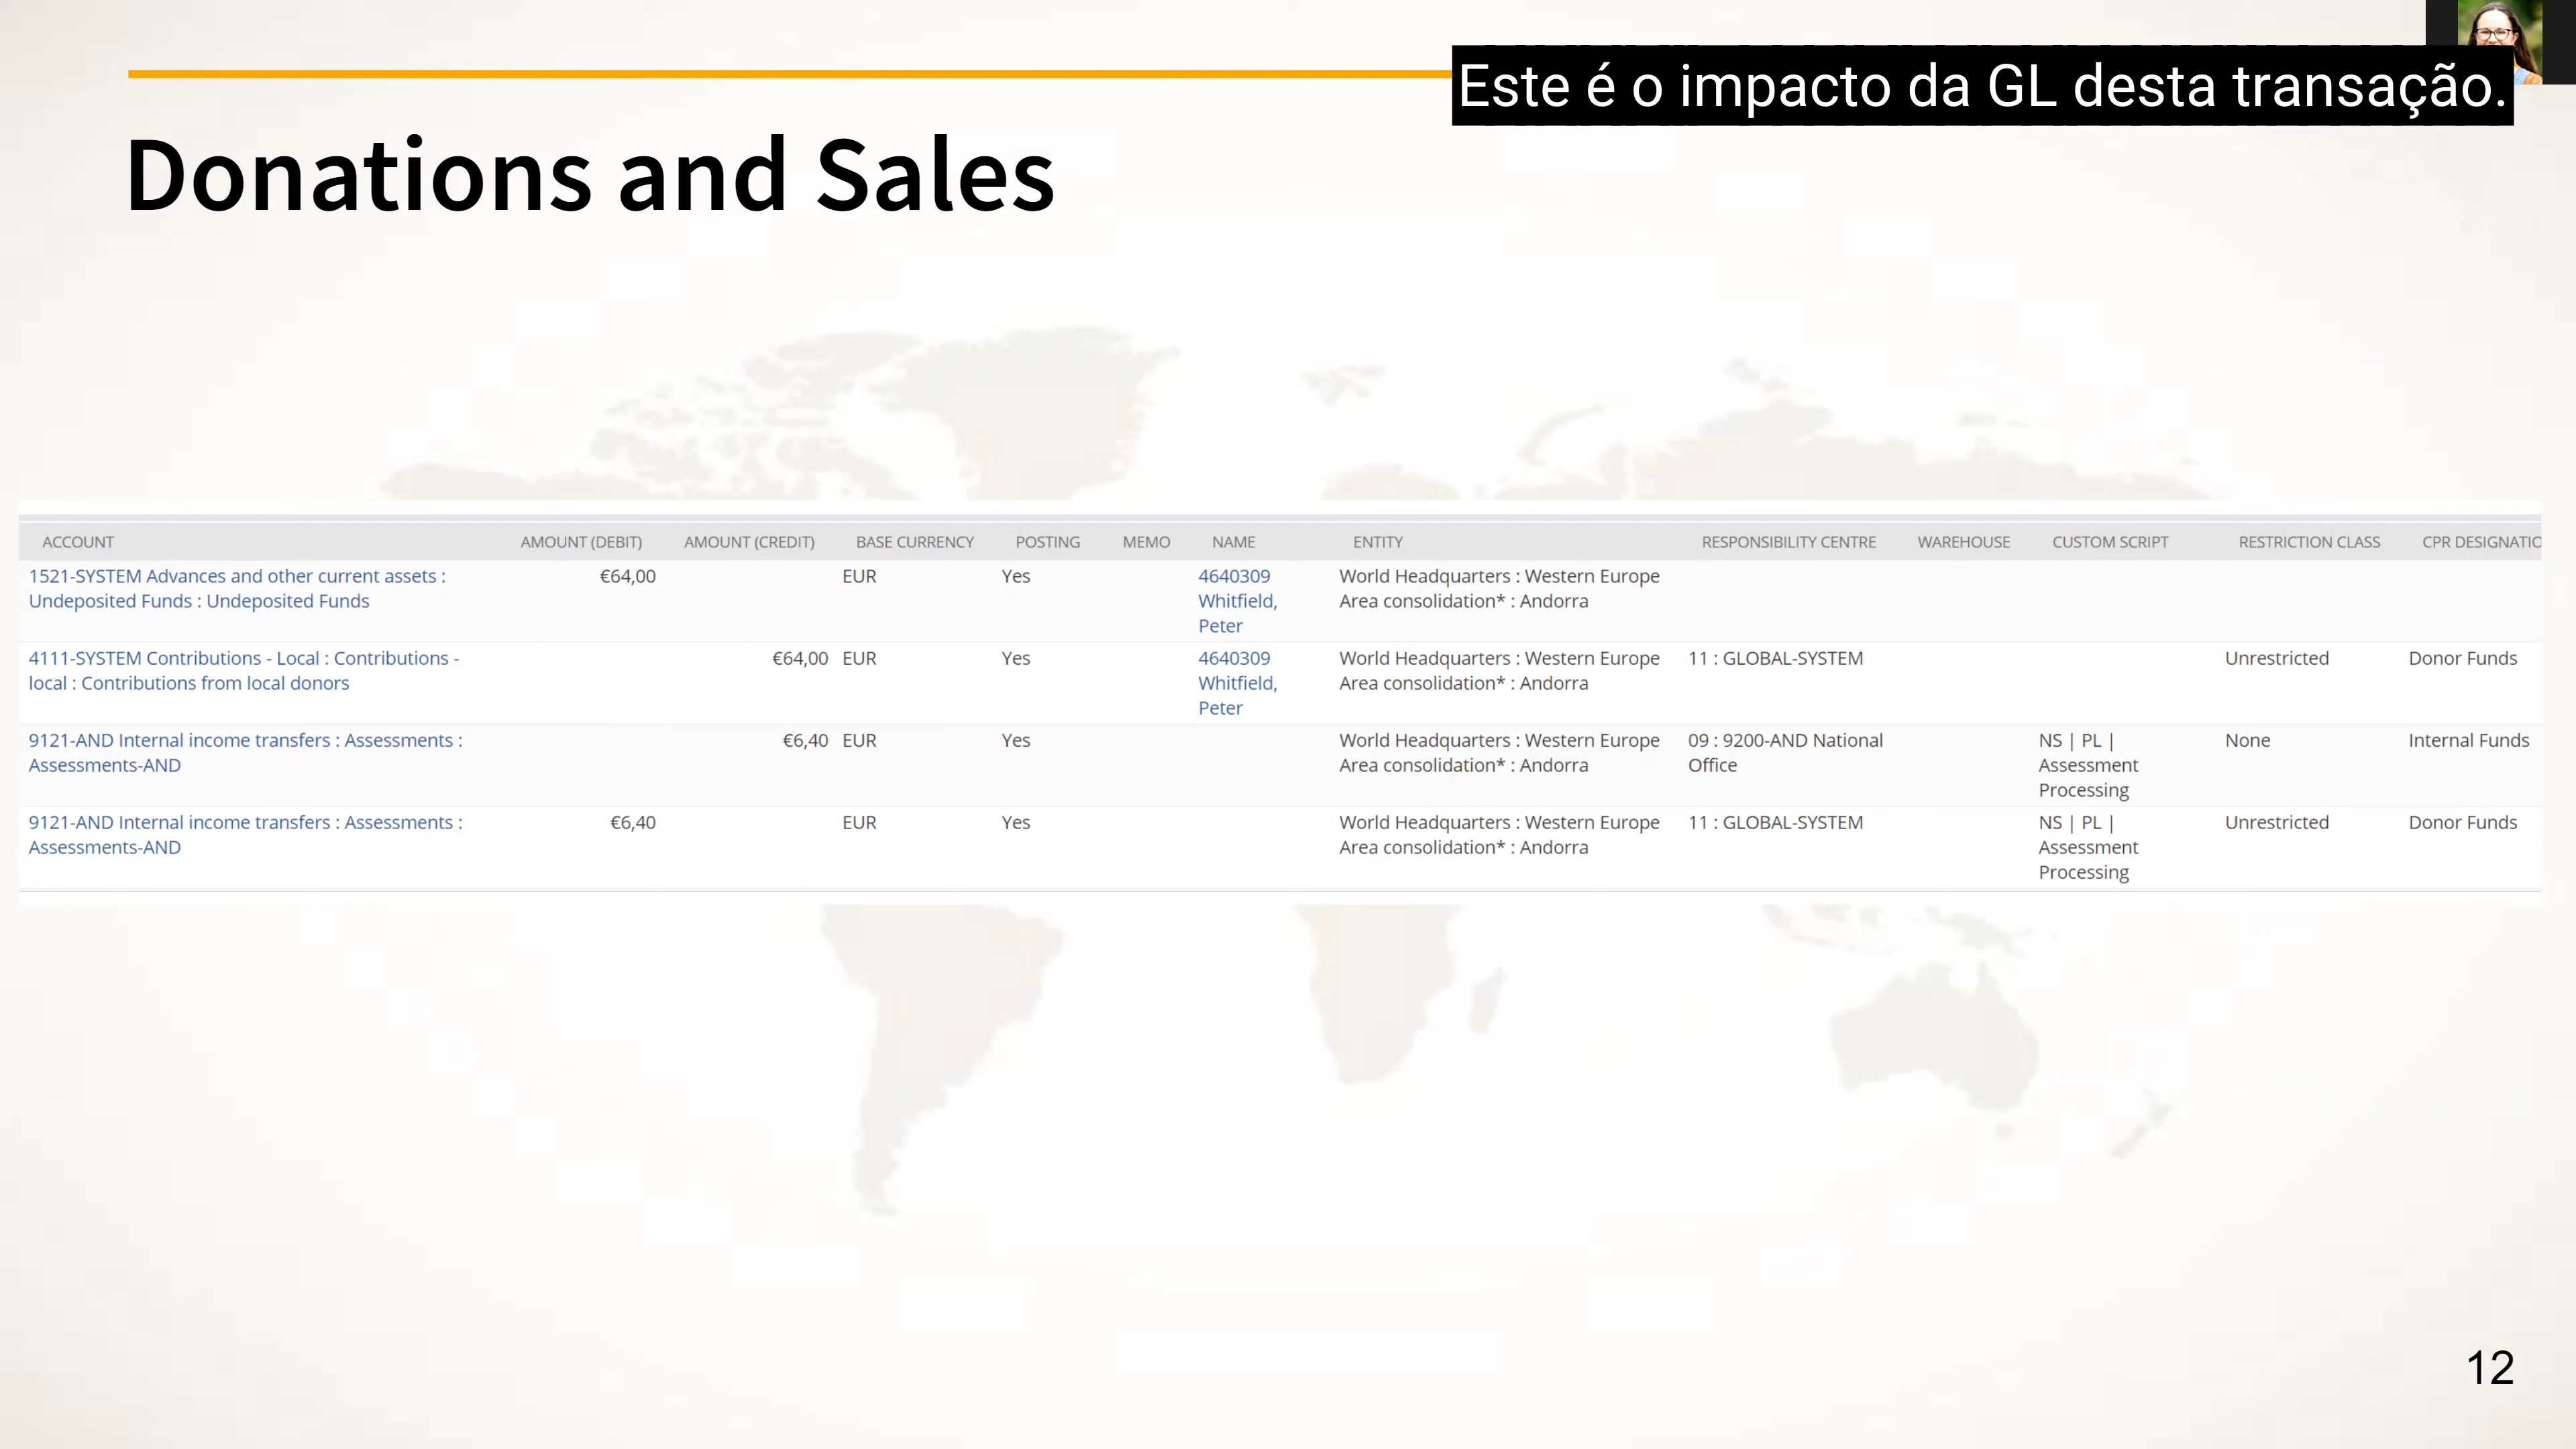 Este é o impacto da GL desta transação.
Donations and Sales
ACCOUNT AMOUNT (DEBIT) AMOUNT (CREDIT) BASE CURRENCY POSTING MEMO NAME ENTITY RESPONSIBILITY CENTRE WAREHOUSE CUSTOM SCRIPT RESTRICTION CLASS CPR DESIGNATIO
1521-SYSTEM Advances and other current assets : €64,00 EUR Yes 4640309 World Headquarters : Western Europe
Undeposited Funds : Undeposited Funds Whitfield, Area consolidation* : Andorra
Peter
4111-SYSTEM Contributions - Local : Contributions - €64,00 EUR Yes 4640309 World Headquarters : Western Europe 11 : GLOBAL-SYSTEM Unrestricted Donor Funds
local : Contributions from local donors Whitfield, Area consolidation* : Andorra
Peter
9121-AND Internal income transfers : Assessments : €6,40 EUR Yes World Headquarters : Western Europe 09 : 9200-AND National NS | PL | None Internal Funds
Assessments-AND Area consolidation* : Andorra Office Assessment
Processing
9121-AND Internal income transfers : Assessments : €6,40 EUR Yes World Headquarters : Western Europe 11 : GLOBAL-SYSTEM NS | PL | Unrestricted Donor Funds
Assessments-AND Area consolidation* : Andorra Assessment
Processing
12